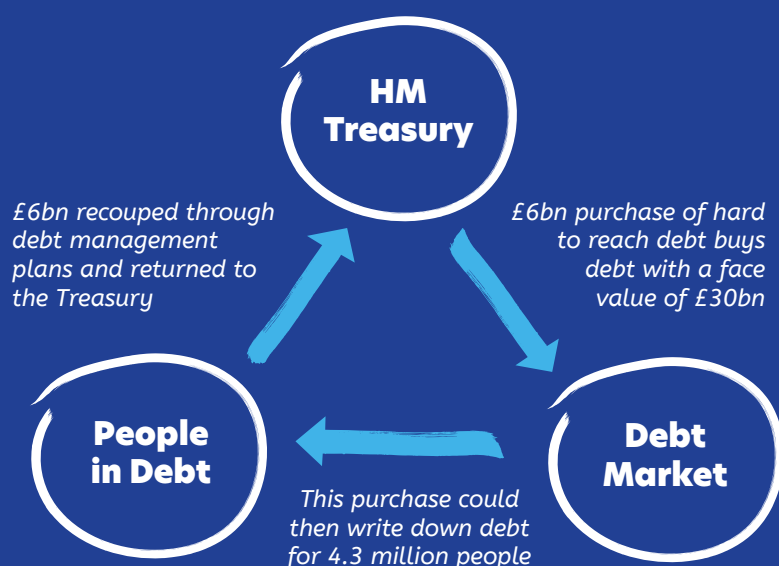 HM
Treasury
£6bn recouped through
debt management
plans and returned to
the Treasury
£6bn purchase of hard
to reach debt buys
debt with a face
value of £30bn
People
in Debt
Debt
Market
This purchase could
then write down debt
for 4.3 million people